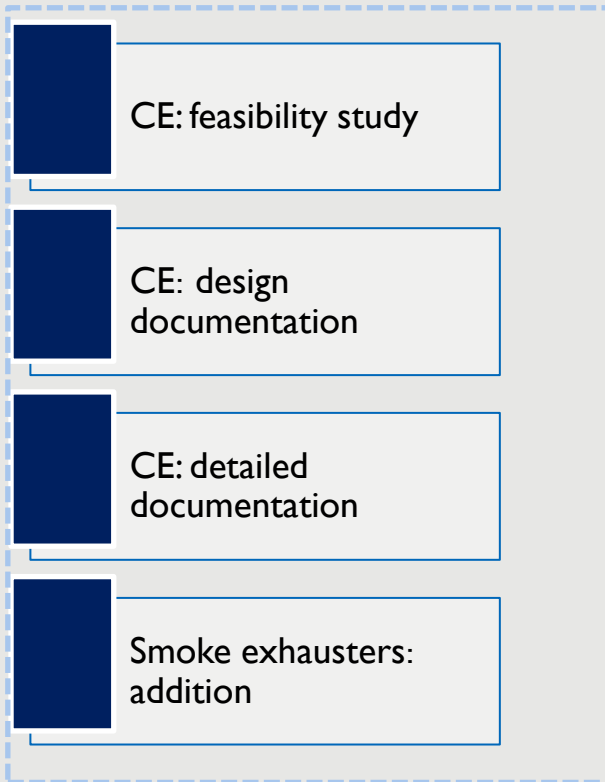 CE: feasibility study
CE: design
documentation
CE: detailed
documentation
Smoke exhausters:
addition